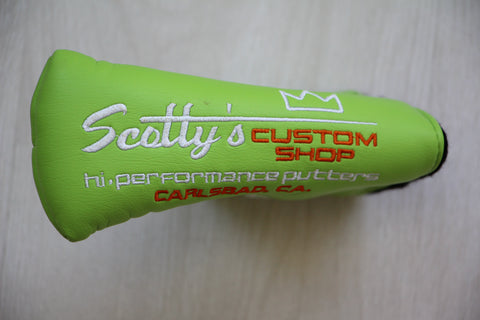 Scotty's CUSTOM
SHOP
hi·performance putters
CARLSBAD, CA.